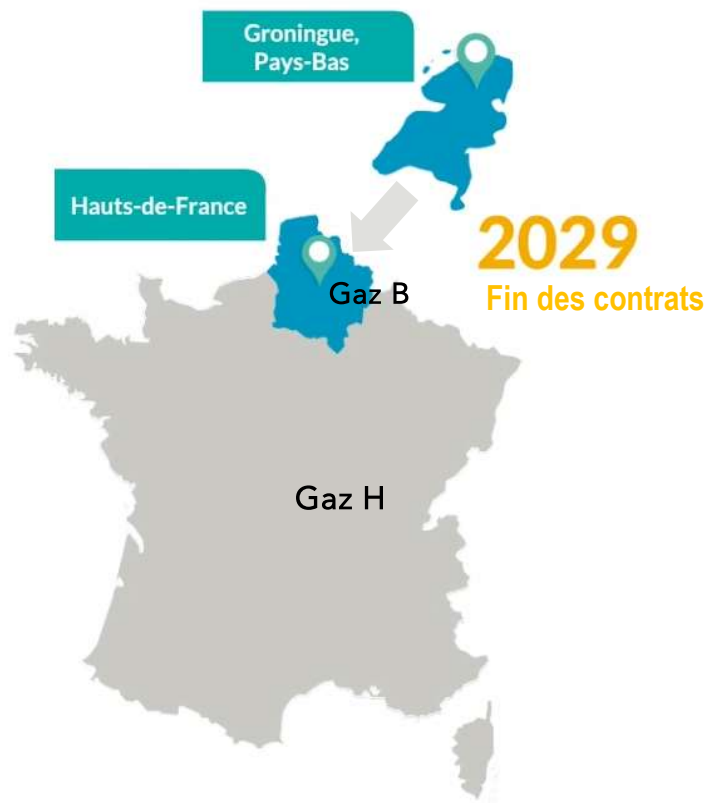 Groningue,
Pays-Bas
Hauts-de-France
2029
Gaz B
Fin des contrats
Gaz H